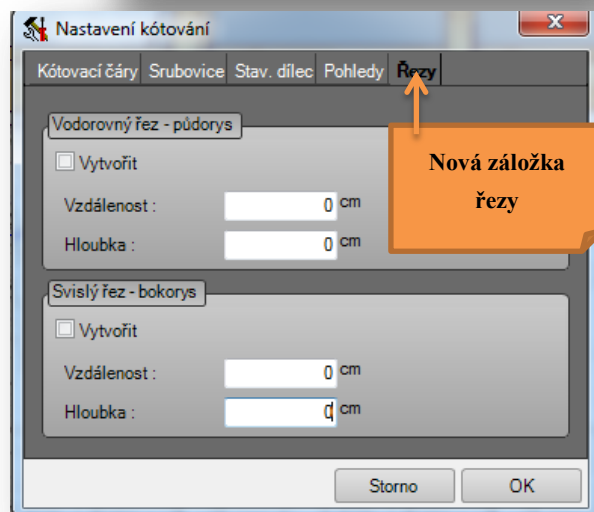 Nastavení kótování
Kótovací čáry Srubovice Stav. dílec Pohledy Řezy
Vodorovný řez - půdorys
Vytvořit
Vzdálenost : 0 cm
Hloubka : 0 cm
Nová záložka
řezy
Svislý řez - bokorys
Vytvořit
Vzdálenost : 0 cm
Hloubka : 0 cm
Storno OK